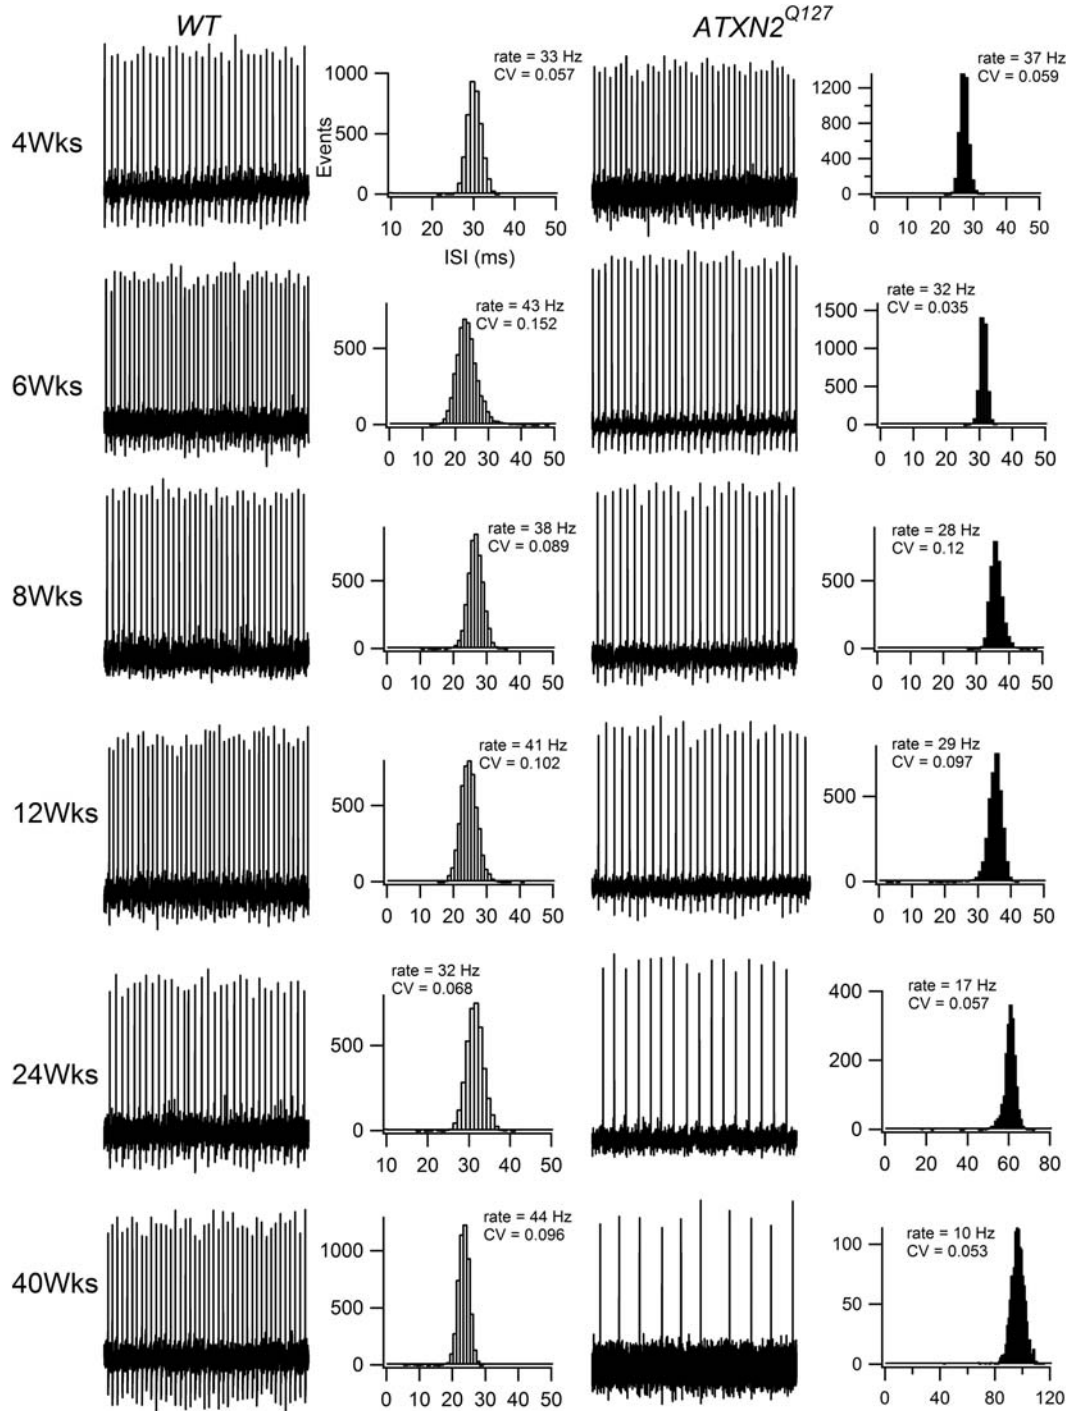 WT
ATXN2^Q127
4Wks
Events
1000
500
0
rate = 33 Hz
CV = 0.057
10 20 30 40 50
ISI (ms)
1200
800
400
0
rate = 37 Hz
CV = 0.059
0 10 20 30 40 50
6Wks
500
0
rate = 43 Hz
CV = 0.152
0 10 20 30 40 50
1500
1000
500
0
rate = 32 Hz
CV = 0.035
0 10 20 30 40 50
8Wks
500
0
rate = 38 Hz
CV = 0.089
0 10 20 30 40 50
500
0
rate = 28 Hz
CV = 0.12
0 10 20 30 40 50
12Wks
500
0
rate = 41 Hz
CV = 0.102
0 10 20 30 40 50
500
0
rate = 29 Hz
CV = 0.097
0 10 20 30 40 50
24Wks
500
0
rate = 32 Hz
CV = 0.068
10 20 30 40 50
400
200
0
rate = 17 Hz
CV = 0.057
0 20 40 60 80
40Wks
1000
500
0
rate = 44 Hz
CV = 0.096
0 10 20 30 40 50
100
50
0
rate = 10 Hz
CV = 0.053
0 40 80 120